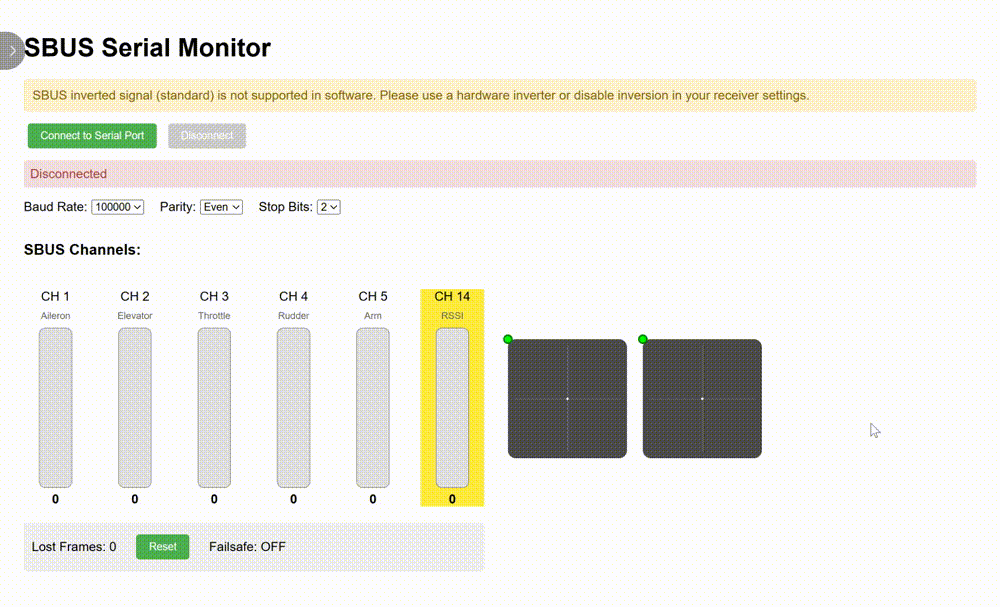 SBUS Serial Monitor
SBUS inverted signal (standard) is not supported in software. Please use a hardware inverter or disable inversion in your receiver settings.
Connect to Serial Port Disconnect
Disconnected
Baud Rate: 100000 Parity: Even Stop Bits: 2
SBUS Channels:
CH 1 CH 2 CH 3 CH 4 CH 5 CH 14
Aileron Elevator Throttle Rudder Arm RSSI
0 0 0 0 0 0
Lost Frames: 0 Reset Failsafe: OFF